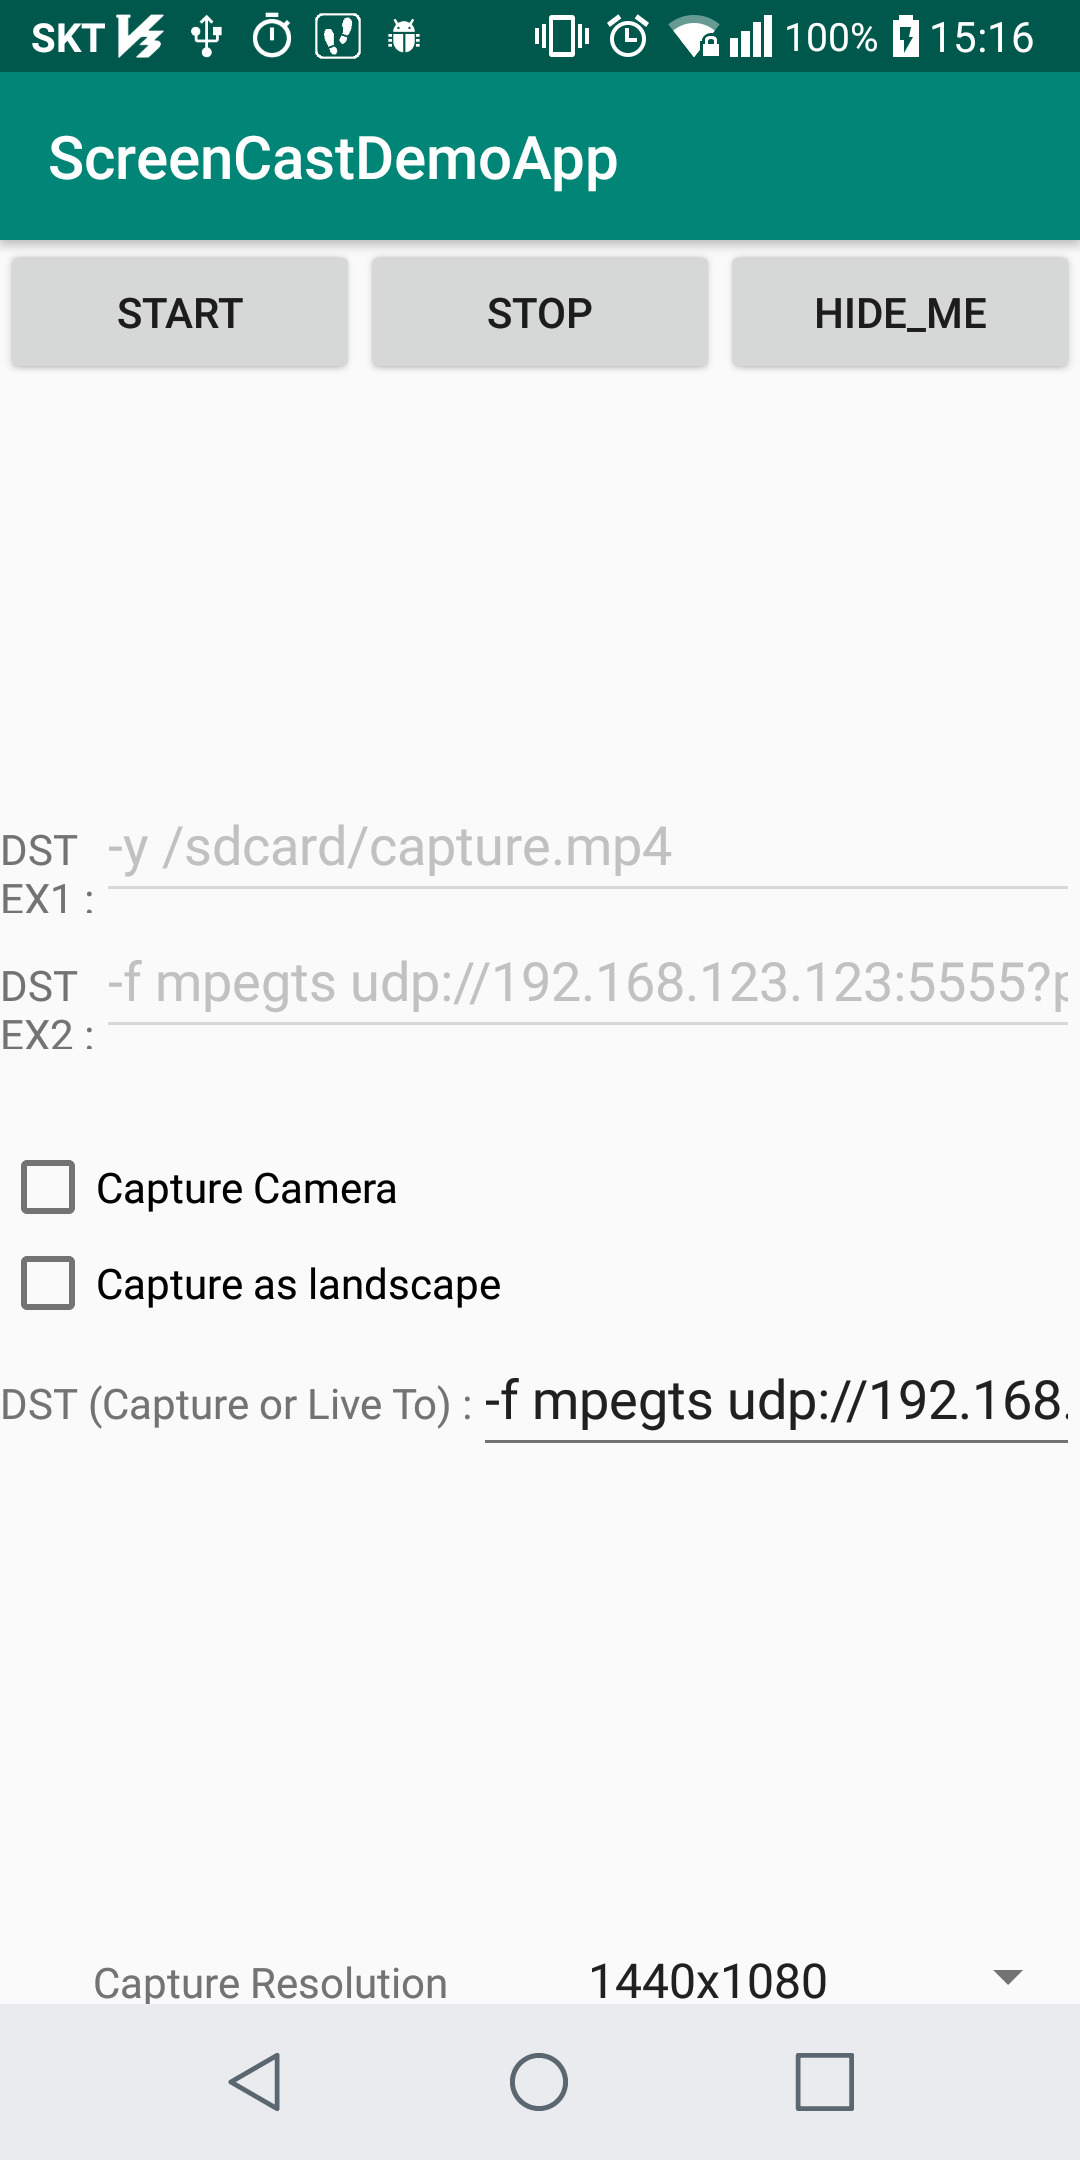 SKT 100% 15:16
ScreenCastDemoApp
START STOP HIDE_ME
DST EX1 : -y /sdcard/capture.mp4
DST EX2 : -f mpegts udp://192.168.123.123:5555?p
Capture Camera
Capture as landscape
DST (Capture or Live To) : -f mpegts udp://192.168.
Capture Resolution 1440x1080